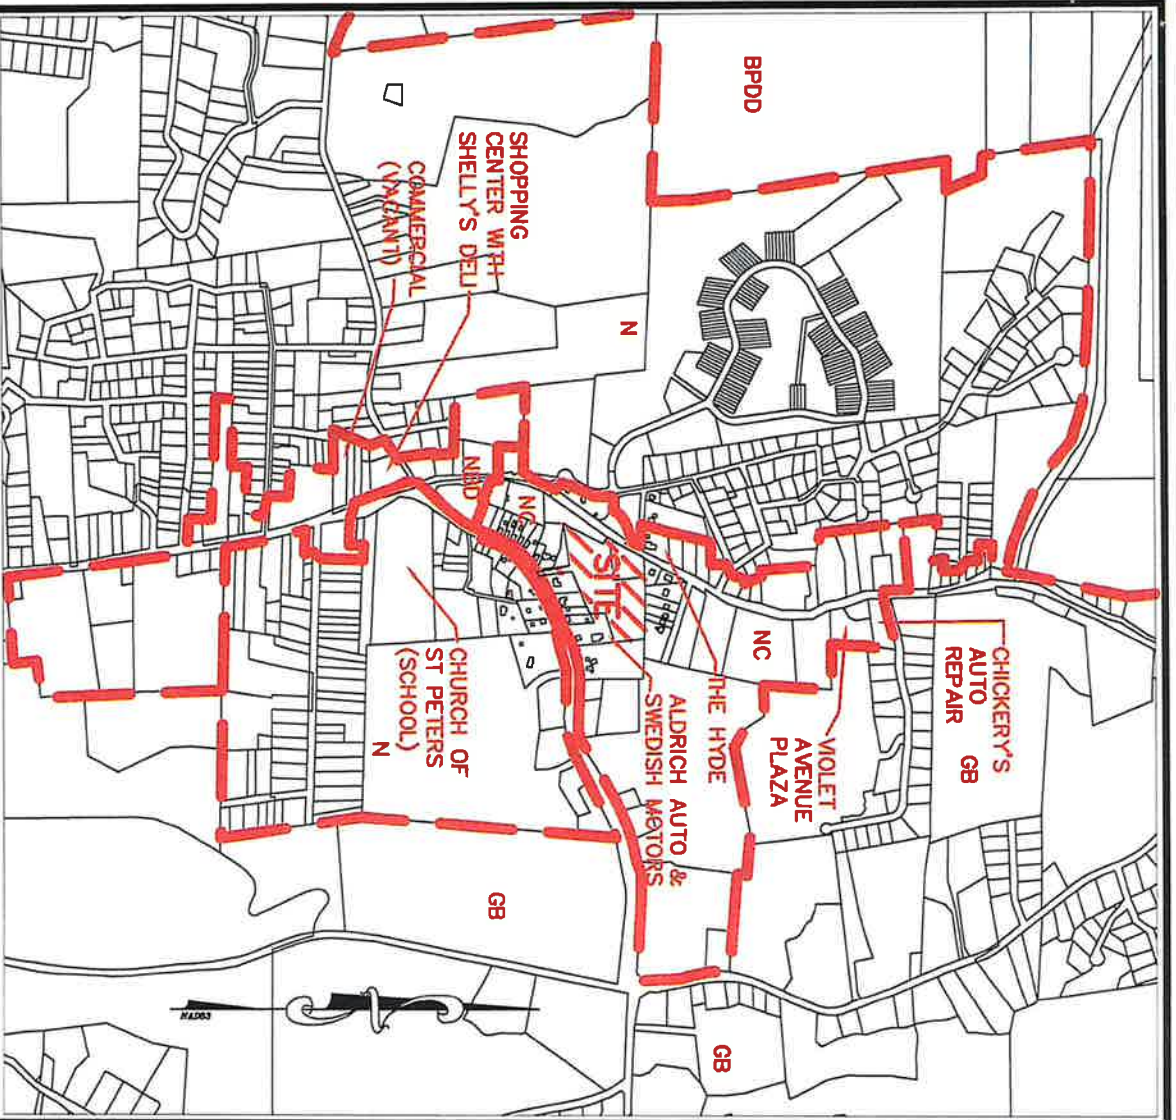 BPDD
SHOPPING
CENTER WITH
SHELLY'S DELI
COMMERCIAL
(VACANT)
N
NBD
NC
SITE
NC
CHICKERY'S
AUTO
REPAIR
GB
VIOLET
AVENUE
PLAZA
THE HYDE
ALDRICH AUTO &
SWEDISH MOTORS
CHURCH OF
ST PETERS
(SCHOOL)
N
GB
GB
N
NAD83